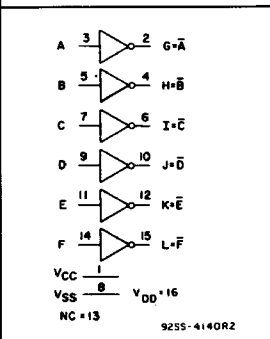 A 3 2 G=A̅
B 5 4 H=B̅
C 7 6 I=C̅
D 9 10 J=D̅
E 11 12 K=E̅
F 14 15 L=F̅
VCC 1
VSS 8 VDD=16
NC=13
92SS-4140R2